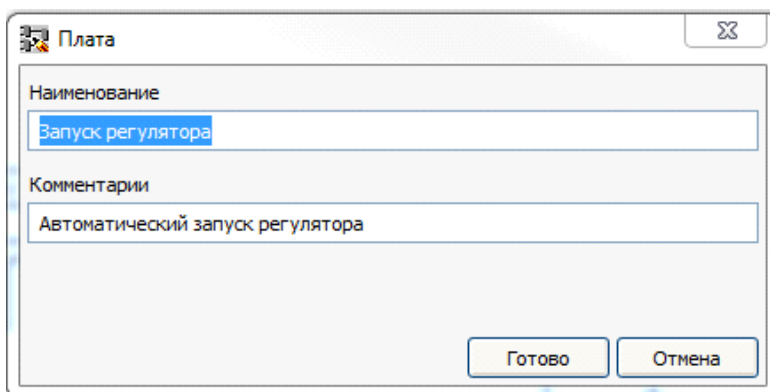 Плата
Наименование
Запуск регулятора
Комментарии
Автоматический запуск регулятора
Готово
Отмена